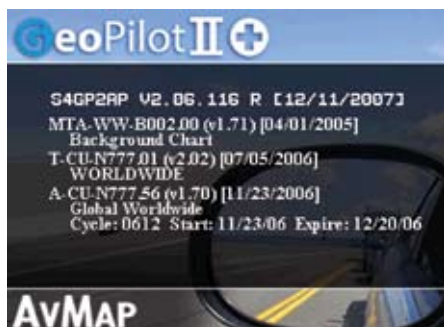 GeoPilot II +
S4GP2AP V2.06.116 R [12/11/2007]
MTA-WW-B002.00 (v1.71) [04/01/2005]
Background Chart
T-CU-N777.01 (v2.02) [07/05/2006]
WORLDWIDE
A-CU-N777.56 (v1.70) [11/23/2006]
Global Worldwide
Cycle: 0612 Start: 11/23/06 Expire: 12/20/06
AVMAP